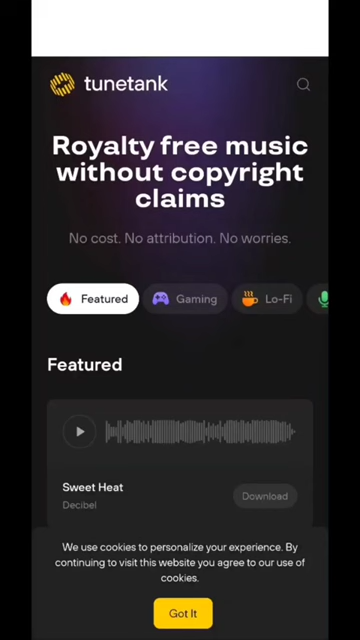 tunetank
Royalty free music
without copyright
claims
No cost. No attribution. No worries.
Featured
Gaming
Lo-Fi
Featured
Sweet Heat
Decibel
Download
We use cookies to personalize your experience. By
continuing to visit this website you agree to our use of
cookies.
Got It